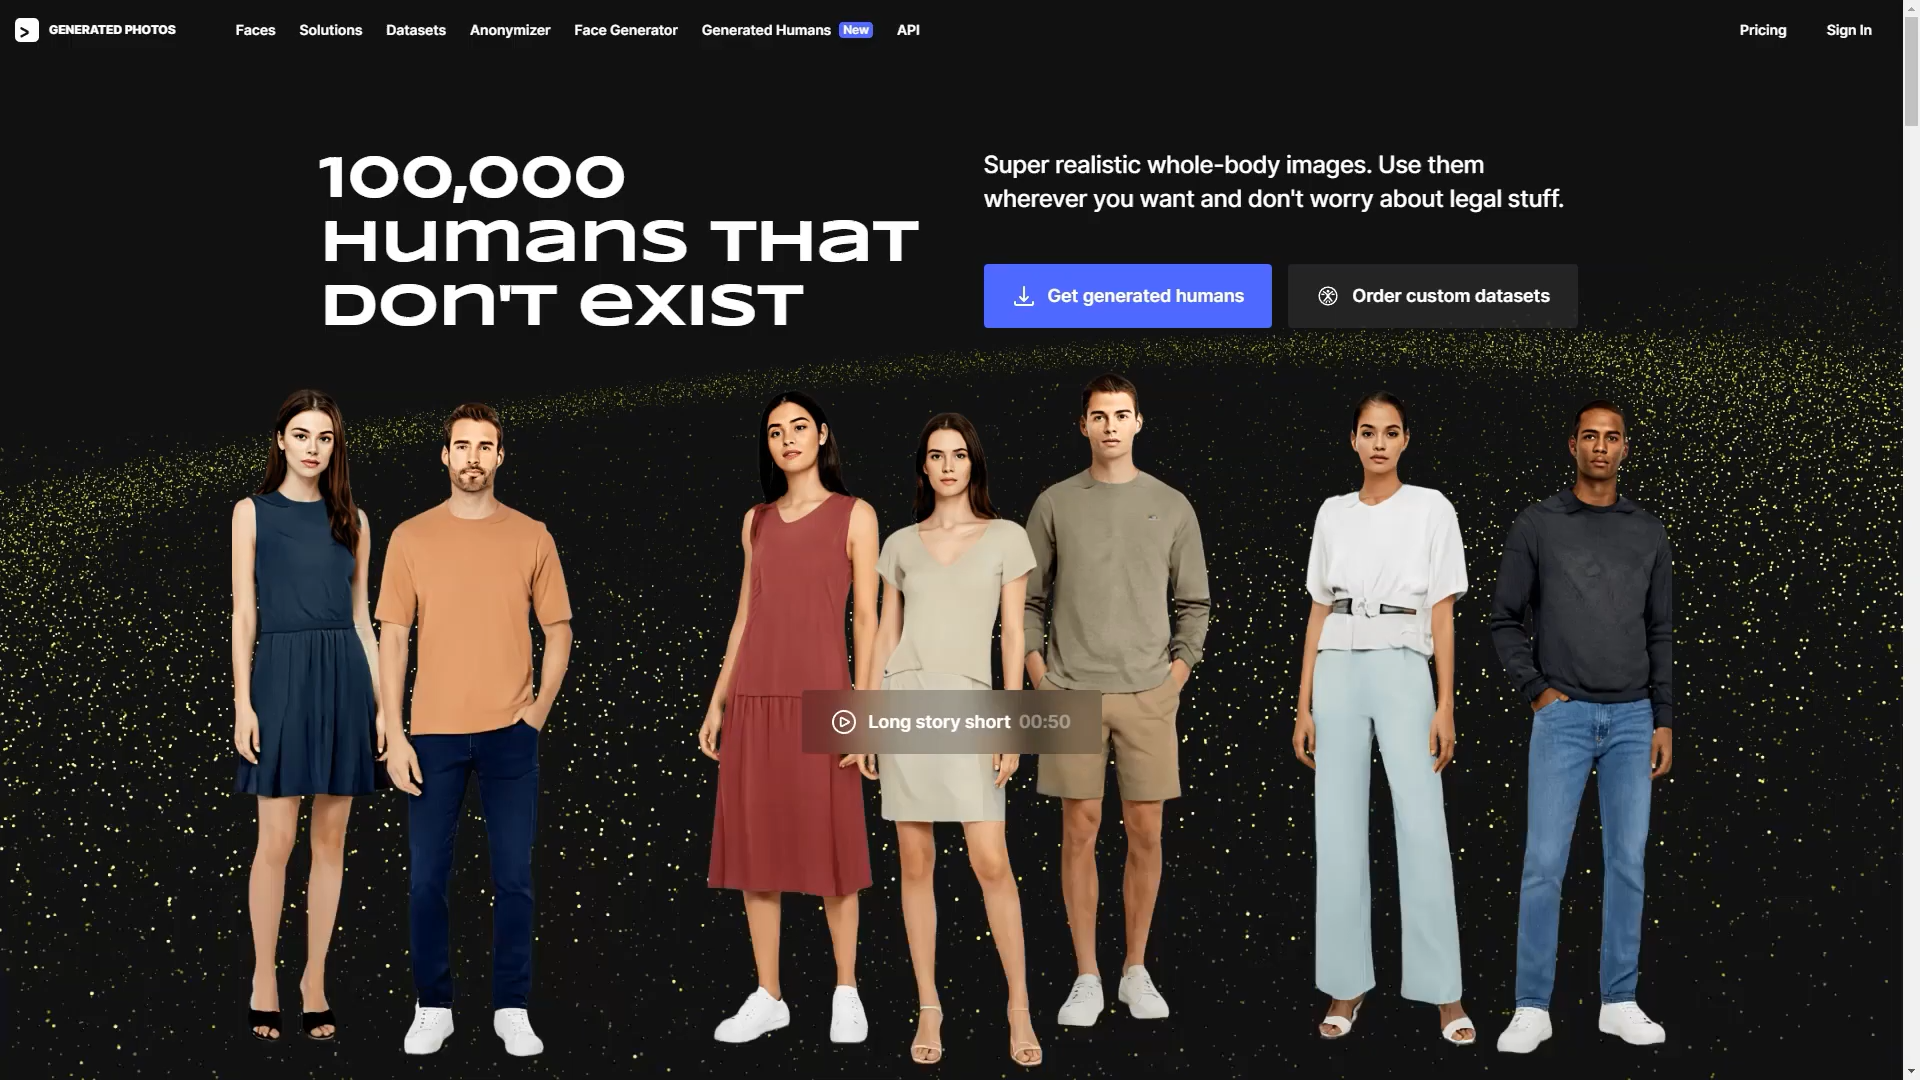 GENERATED PHOTOS
Faces
Solutions
Datasets
Anonymizer
Face Generator
Generated Humans New
API
Pricing
Sign In
100,000
Humans that
Don't exist
Super realistic whole-body images. Use them
wherever you want and don't worry about legal stuff.
Get generated humans
Order custom datasets
Long story short 00:50